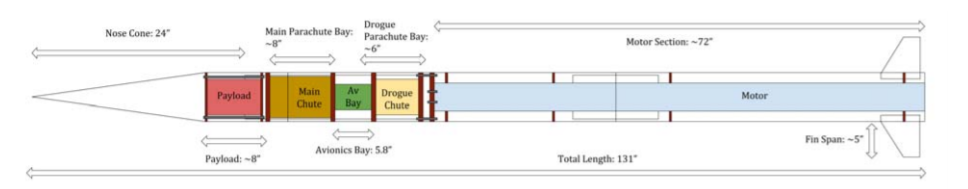 Nose Cone: 24”
Main Parachute Bay:
~8”
Drogue
Parachute Bay:
~6”
Motor Section: ~72”
Payload
Main
Chute
Av
Bay
Drogue
Chute
Motor
Payload: ~8”
Avionics Bay: 5.8”
Total Length: 131”
Fin Span: ~5”